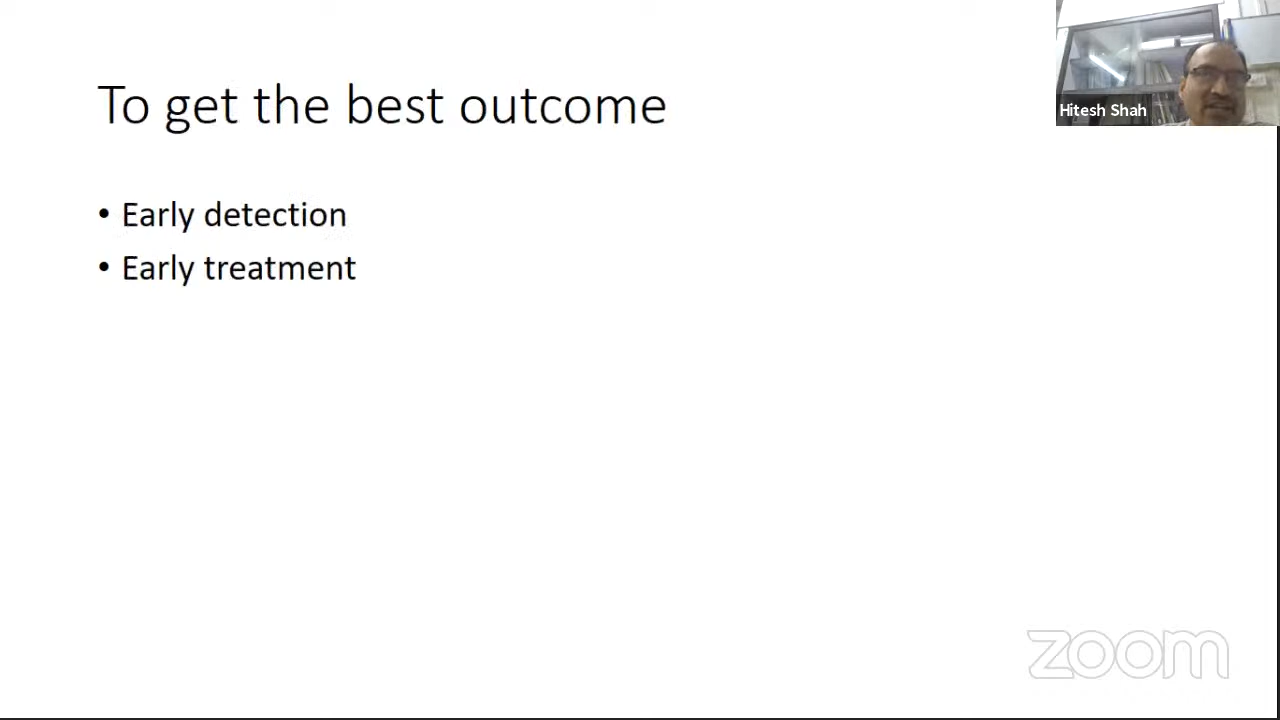 To get the best outcome
Hitesh Shah
• Early detection
• Early treatment
zoom